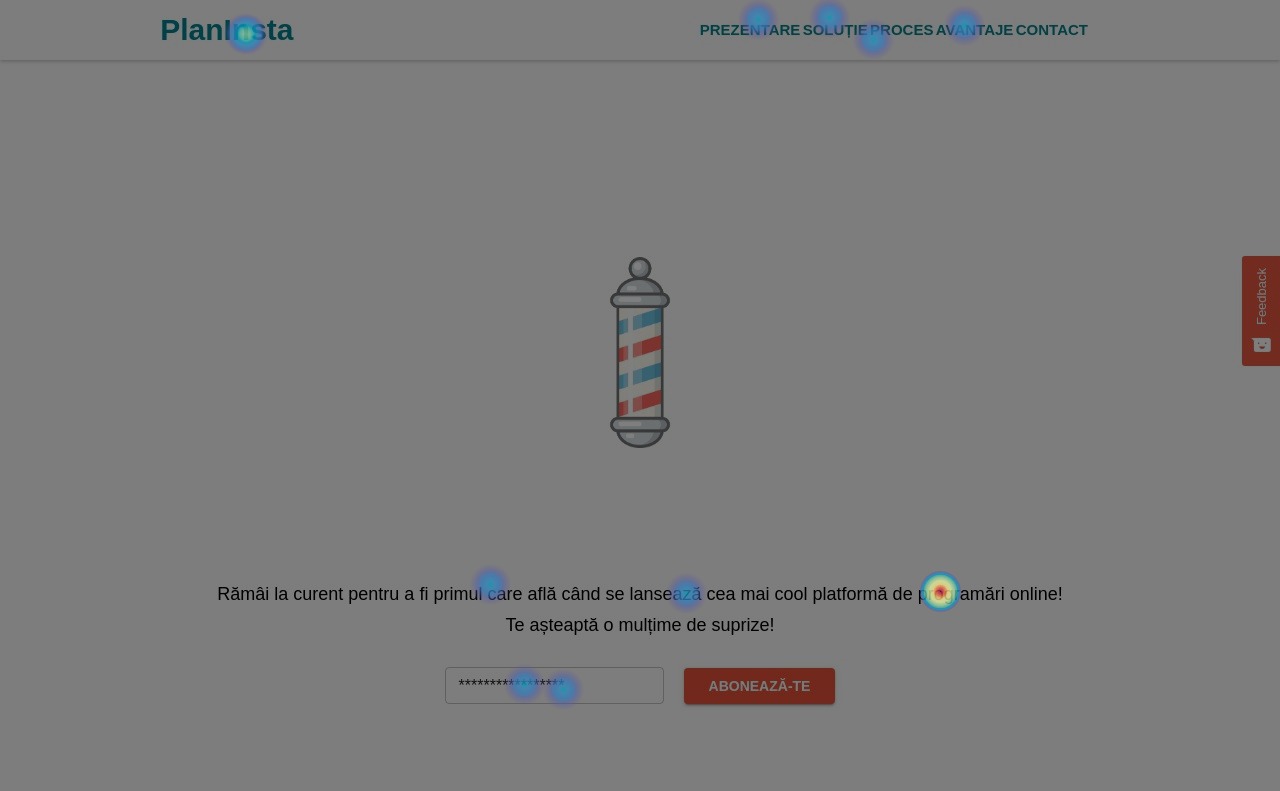 PlanInsta
PREZENTARE SOLUȚIE PROCES AVANTAJE CONTACT
Feedback
Rămâi la curent pentru a fi primul care află când se lansează cea mai cool platformă de programări online!
Te așteaptă o mulțime de suprize!
*****************
ABONEAZĂ-TE